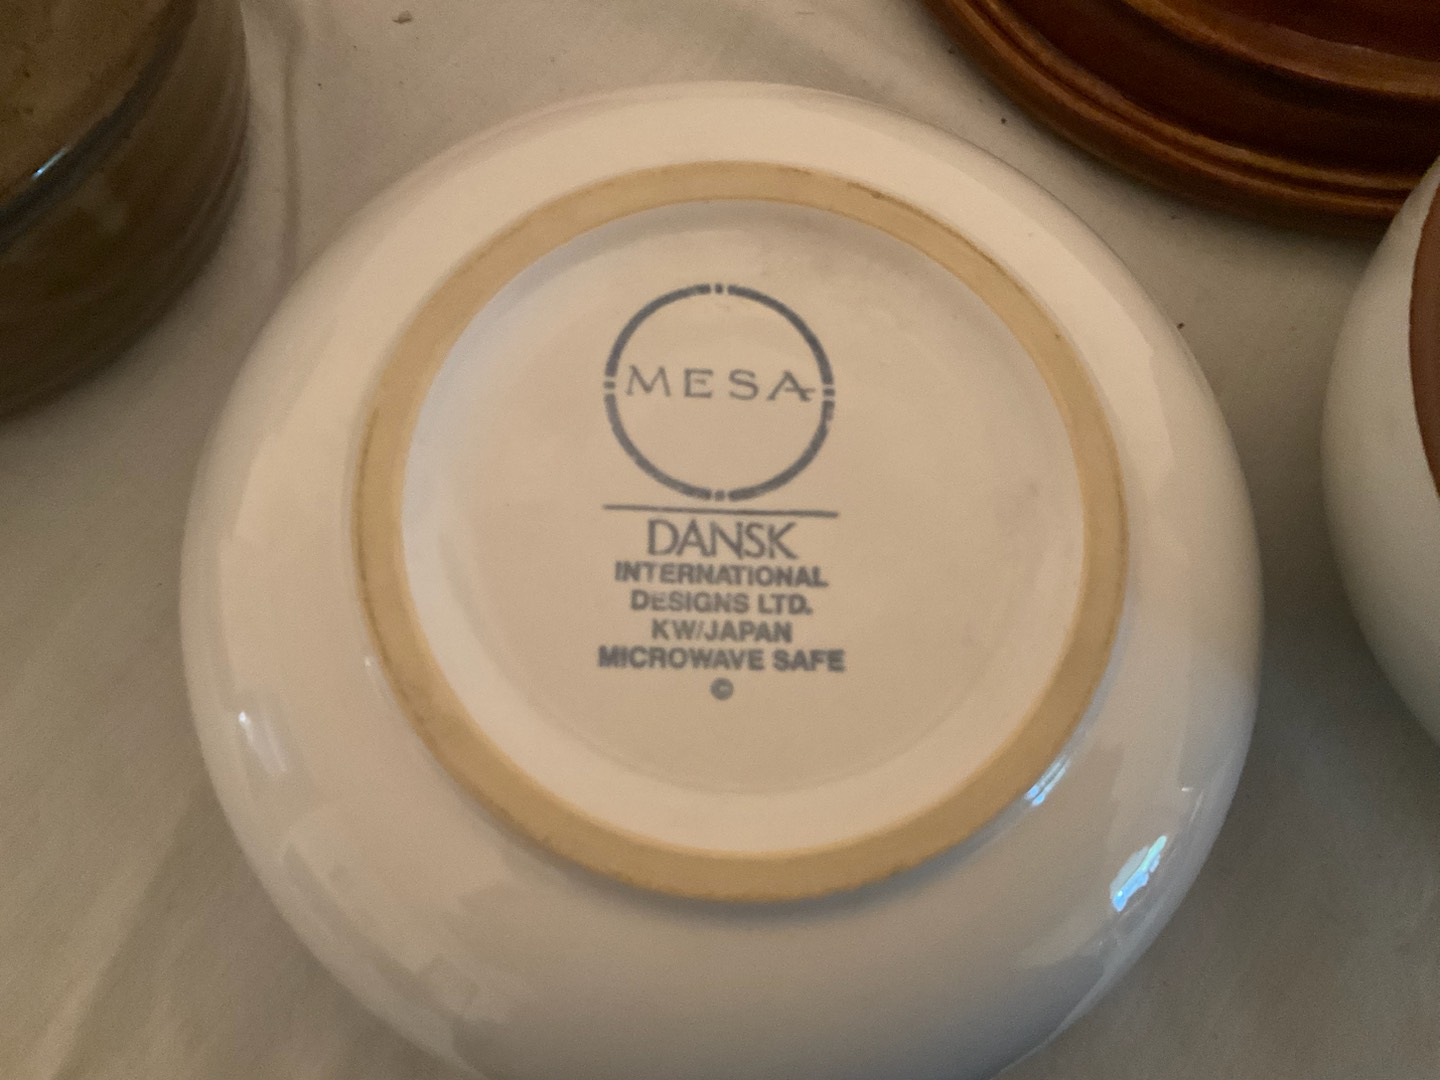 MESA
DANSK
INTERNATIONAL
DESIGNS LTD.
KW/JAPAN
MICROWAVE SAFE
©